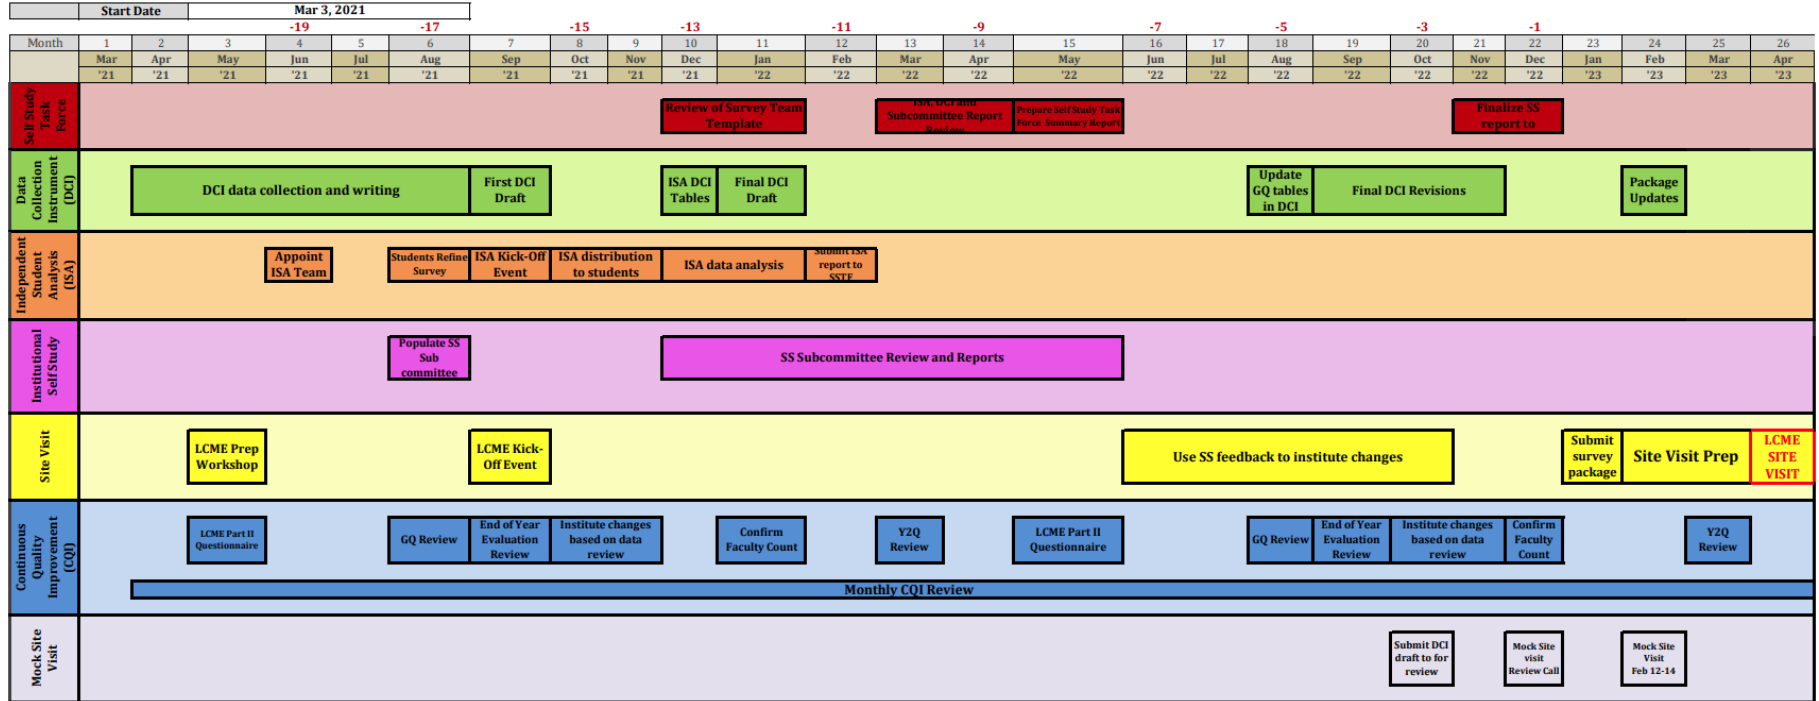 Start Date Mar 3, 2021
-19 -17 -15 -13 -11 -9 -7 -5 -3 -1
Month 1 2 3 4 5 6 7 8 9 10 11 12 13 14 15 16 17 18 19 20 21 22 23 24 25 26
Mar Apr May Jun Jul Aug Sep Oct Nov Dec Jan Feb Mar Apr May Jun Jul Aug Sep Oct Nov Dec Jan Feb Mar Apr
'21 '21 '21 '21 '21 '21 '21 '21 '21 '21 '22 '22 '22 '22 '22 '22 '22 '22 '22 '22 '22 '22 '23 '23 '23 '23
Self Study
Task
Force
Review of Survey Team
Template
ISA, DCI and
Subcommittee Report
Review
Prepare Self Study Task
Force Summary Report
Finalize SS
report to
Data
Collection
Instrument
(DCI)
DCI data collection and writing
First DCI
Draft
ISA DCI
Tables
Final DCI
Draft
Update
GQ tables
in DCI
Final DCI Revisions
Package
Updates
Independent
Student
Analysis
(ISA)
Appoint
ISA Team
Students Refine
Survey
ISA Kick-Off
Event
ISA distribution
to students
ISA data analysis
Submit ISA
report to
SSTF
Institutional
Self Study
Populate SS
Sub
committee
SS Subcommittee Review and Reports
Site Visit
LCME Prep
Workshop
LCME Kick-
Off Event
Use SS feedback to institute changes
Submit
survey
package
Site Visit Prep
LCME
SITE
VISIT
Continuous
Quality
Improvement
(CQI)
LCME Part II
Questionnaire
GQ Review
End of Year
Evaluation
Review
Institute changes
based on data
review
Confirm
Faculty Count
Y2Q
Review
LCME Part II
Questionnaire
GQ Review
End of Year
Evaluation
Review
Institute changes
based on data
review
Confirm
Faculty
Count
Y2Q
Review
Monthly CQI Review
Mock Site
Visit
Submit DCI
draft to for
review
Mock Site
visit
Review Call
Mock Site
Visit
Feb 12-14